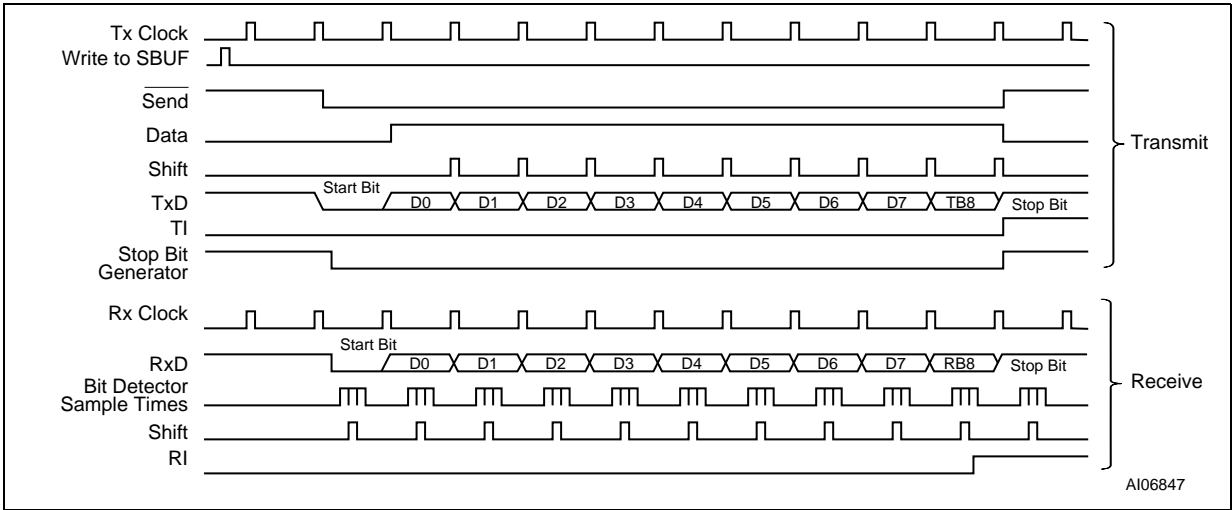 Tx Clock
Write to SBUF
Send
Data
Shift
Start Bit
TxD
D0 D1 D2 D3 D4 D5 D6 D7 TB8 Stop Bit
TI
Stop Bit
Generator
Transmit
Rx Clock
Start Bit
RxD
D0 D1 D2 D3 D4 D5 D6 D7 RB8 Stop Bit
Bit Detector
Sample Times
Shift
RI
Receive
AI06847